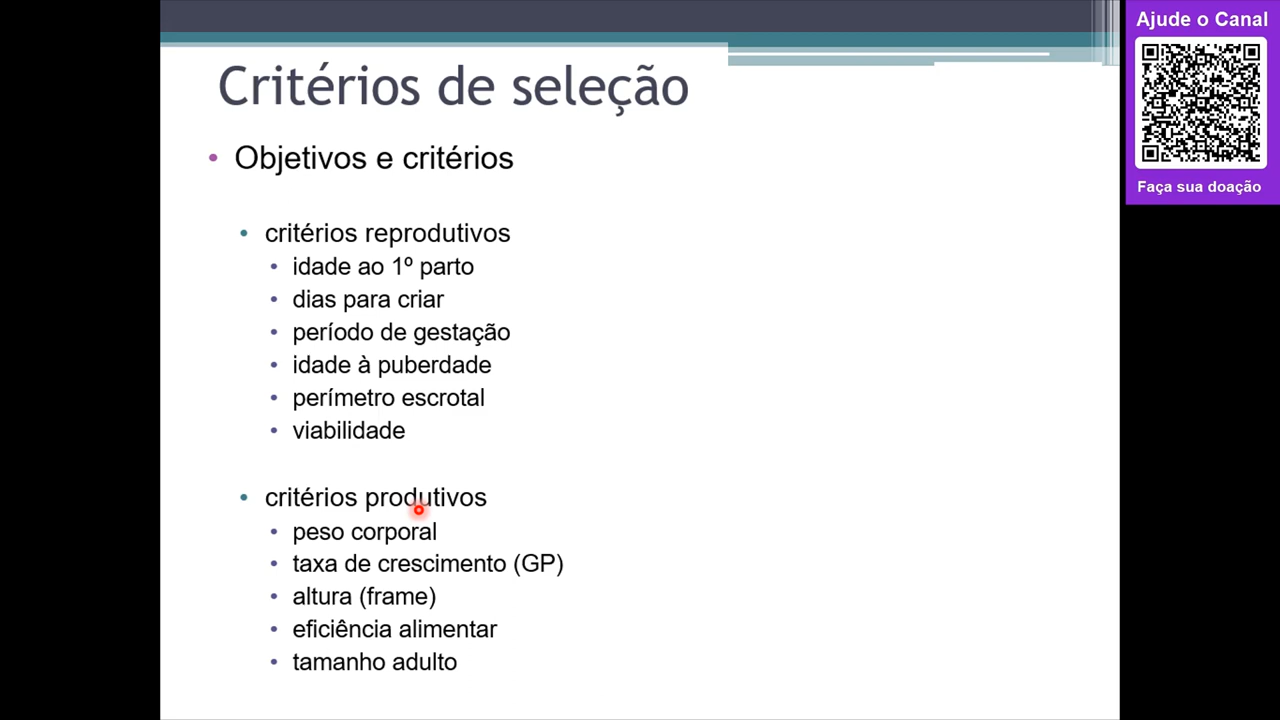 Critérios de seleção
Objetivos e critérios
critérios reprodutivos
idade ao 1º parto
dias para criar
período de gestação
idade à puberdade
perímetro escrotal
viabilidade
critérios produtivos
peso corporal
taxa de crescimento (GP)
altura (frame)
eficiência alimentar
tamanho adulto
Ajude o Canal
Faça sua doação